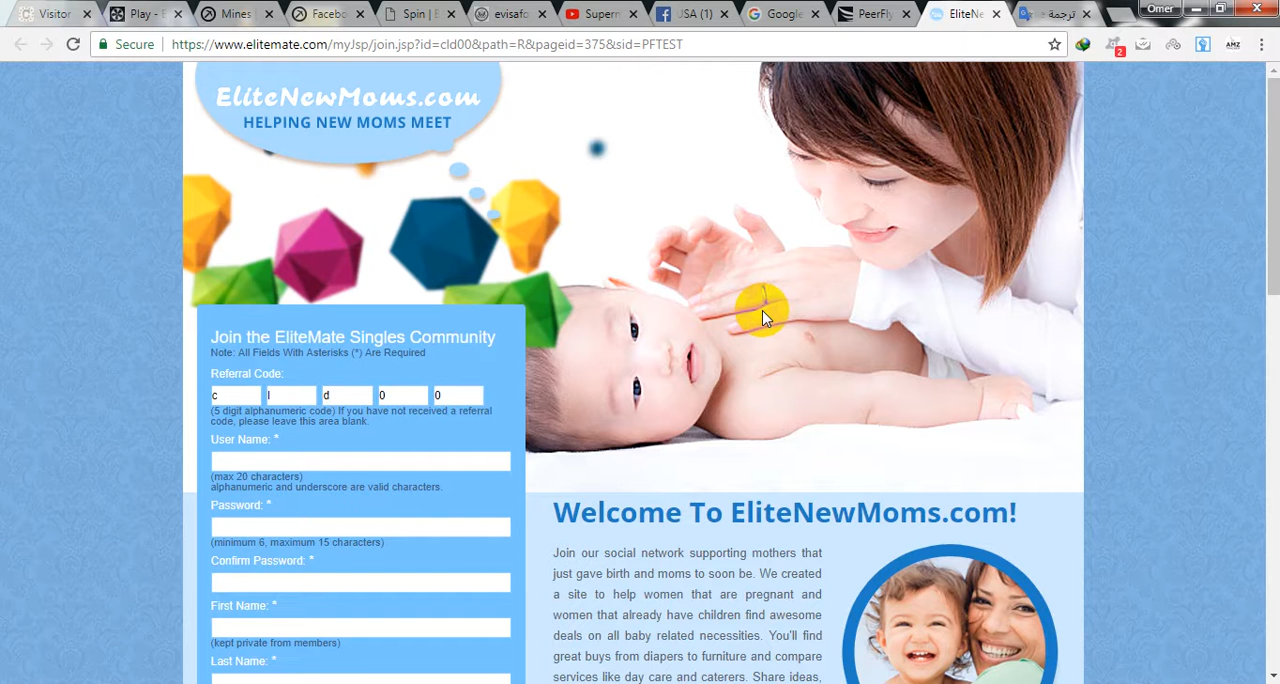 Visitor
Play -
Mines
Facebo
Spin | B
evisafo
Superm
JSA (1)
Google
PeerFly
EliteNe
ترجمة
Omer
Secure
https://www.elitemate.com/myJsp/join.jsp?id=cld00&path=R&pageid=375&sid=PFTEST
2
AMZ
EliteNewMoms.com
HELPING NEW MOMS MEET
Join the EliteMate Singles Community
Note: All Fields With Asterisks (*) Are Required
Referral Code:
c l d 0 0
(5 digit alphanumeric code) If you have not received a referral
code, please leave this area blank.
User Name: *
(max 20 characters)
alphanumeric and underscore are valid characters.
Password: *
(minimum 6, maximum 15 characters)
Confirm Password: *
First Name: *
(kept private from members)
Last Name: *
Welcome To EliteNewMoms.com!
Join our social network supporting mothers that
just gave birth and moms to soon be. We created
a site to help women that are pregnant and
women that already have children find awesome
deals on all baby related necessities. You'll find
great buys from diapers to furniture and compare
services like day care and caterers. Share ideas,